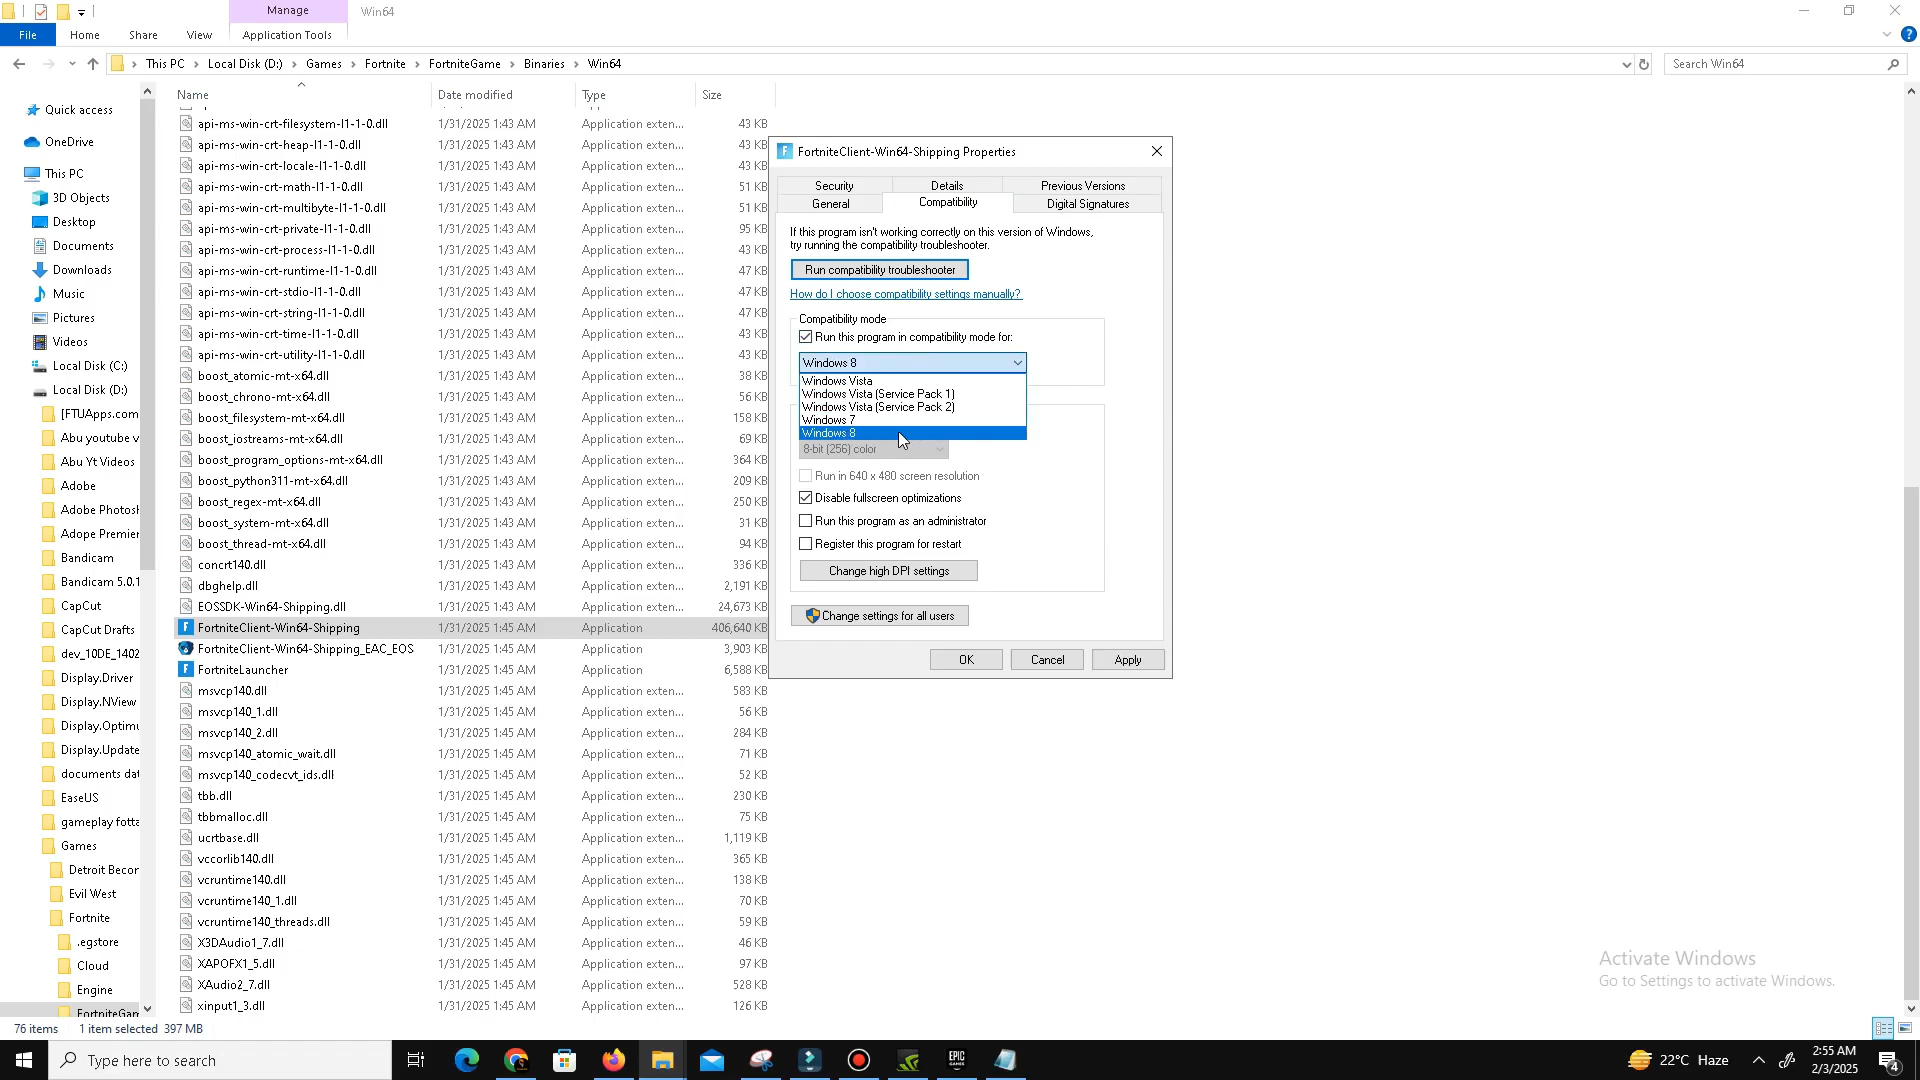 Manage
Win64
File
Home
Share
View
Application Tools
This PC
Local Disk (D:)
Games
Fortnite
FortniteGame
Binaries
Win64
Search Win64
Name
Date modified
Type
Size
Quick access
OneDrive
This PC
3D Objects
Desktop
Documents
Downloads
Music
Pictures
Videos
Local Disk (C:)
Local Disk (D:)
[FTUApps.com
Abu youtube v
Abu Yt Videos
Adobe
Adobe Photosh
Adope Premier
Bandicam
Bandicam 5.0.1
CapCut
CapCut Drafts
dev_10DE_1402
Display.Driver
Display.NView
Display.Optimu
Display.Update
documents dat
EaseUS
gameplay fotta
Games
Detroit Becor
Evil West
Fortnite
.egstore
Cloud
Engine
FortniteGam
api-ms-win-crt-filesystem-l1-1-0.dll 1/31/2025 1:43 AM Application exten... 43 KB
api-ms-win-crt-heap-l1-1-0.dll 1/31/2025 1:43 AM Application exten... 43 KB
api-ms-win-crt-locale-l1-1-0.dll 1/31/2025 1:43 AM Application exten... 43 KB
api-ms-win-crt-math-l1-1-0.dll 1/31/2025 1:43 AM Application exten... 51 KB
api-ms-win-crt-multibyte-l1-1-0.dll 1/31/2025 1:43 AM Application exten... 51 KB
api-ms-win-crt-private-l1-1-0.dll 1/31/2025 1:43 AM Application exten... 95 KB
api-ms-win-crt-process-l1-1-0.dll 1/31/2025 1:43 AM Application exten... 43 KB
api-ms-win-crt-runtime-l1-1-0.dll 1/31/2025 1:43 AM Application exten... 47 KB
api-ms-win-crt-stdio-l1-1-0.dll 1/31/2025 1:43 AM Application exten... 47 KB
api-ms-win-crt-string-l1-1-0.dll 1/31/2025 1:43 AM Application exten... 47 KB
api-ms-win-crt-time-l1-1-0.dll 1/31/2025 1:43 AM Application exten... 43 KB
api-ms-win-crt-utility-l1-1-0.dll 1/31/2025 1:43 AM Application exten... 43 KB
boost_atomic-mt-x64.dll 1/31/2025 1:43 AM Application exten... 38 KB
boost_chrono-mt-x64.dll 1/31/2025 1:43 AM Application exten... 56 KB
boost_filesystem-mt-x64.dll 1/31/2025 1:43 AM Application exten... 158 KB
boost_iostreams-mt-x64.dll 1/31/2025 1:43 AM Application exten... 69 KB
boost_program_options-mt-x64.dll 1/31/2025 1:43 AM Application exten... 364 KB
boost_python311-mt-x64.dll 1/31/2025 1:43 AM Application exten... 209 KB
boost_regex-mt-x64.dll 1/31/2025 1:43 AM Application exten... 250 KB
boost_system-mt-x64.dll 1/31/2025 1:43 AM Application exten... 31 KB
boost_thread-mt-x64.dll 1/31/2025 1:43 AM Application exten... 94 KB
concrt140.dll 1/31/2025 1:43 AM Application exten... 336 KB
dbghelp.dll 1/31/2025 1:43 AM Application exten... 2,191 KB
EOSSDK-Win64-Shipping.dll 1/31/2025 1:43 AM Application exten... 24,673 KB
FortniteClient-Win64-Shipping 1/31/2025 1:45 AM Application 406,640 KB
FortniteClient-Win64-Shipping_EAC_EOS 1/31/2025 1:45 AM Application 3,903 KB
FortniteLauncher 1/31/2025 1:45 AM Application 6,588 KB
msvcp140.dll 1/31/2025 1:45 AM Application exten... 583 KB
msvcp140_1.dll 1/31/2025 1:45 AM Application exten... 56 KB
msvcp140_2.dll 1/31/2025 1:45 AM Application exten... 284 KB
msvcp140_atomic_wait.dll 1/31/2025 1:45 AM Application exten... 71 KB
msvcp140_codecvt_ids.dll 1/31/2025 1:45 AM Application exten... 52 KB
tbb.dll 1/31/2025 1:45 AM Application exten... 230 KB
tbbmalloc.dll 1/31/2025 1:45 AM Application exten... 75 KB
ucrtbase.dll 1/31/2025 1:45 AM Application exten... 1,119 KB
vccorlib140.dll 1/31/2025 1:45 AM Application exten... 365 KB
vcruntime140.dll 1/31/2025 1:45 AM Application exten... 138 KB
vcruntime140_1.dll 1/31/2025 1:45 AM Application exten... 70 KB
vcruntime140_threads.dll 1/31/2025 1:45 AM Application exten... 59 KB
X3DAudio1_7.dll 1/31/2025 1:45 AM Application exten... 46 KB
XAPOFX1_5.dll 1/31/2025 1:45 AM Application exten... 97 KB
XAudio2_7.dll 1/31/2025 1:45 AM Application exten... 528 KB
xinput1_3.dll 1/31/2025 1:45 AM Application exten... 126 KB
FortniteClient-Win64-Shipping Properties
Security
Details
Previous Versions
General
Compatibility
Digital Signatures
If this program isn't working correctly on this version of Windows,
try running the compatibility troubleshooter.
Run compatibility troubleshooter
How do I choose compatibility settings manually?
Compatibility mode
Run this program in compatibility mode for:
Windows 8
Windows Vista
Windows Vista (Service Pack 1)
Windows Vista (Service Pack 2)
Windows 7
Windows 8
8-bit (256) color
Run in 640 x 480 screen resolution
Disable fullscreen optimizations
Run this program as an administrator
Register this program for restart
Change high DPI settings
Change settings for all users
OK
Cancel
Apply
Activate Windows
Go to Settings to activate Windows.
76 items
1 item selected 397 MB
Type here to search
EPIC
GAMES
22°C Haze
2:55 AM
2/3/2025
4